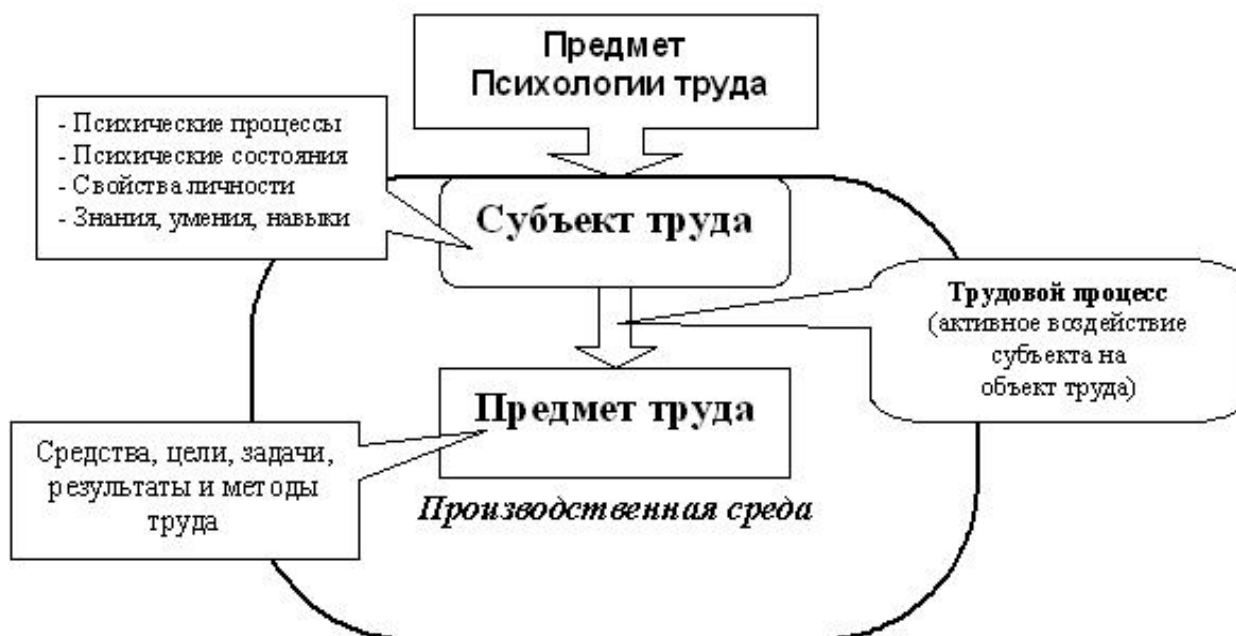 Предмет
Психологии труда
- Психические процессы
- Психические состояния
- Свойства личности
- Знания, умения, навыки
Субъект труда
Трудовой процесс
(активное воздействие
субъекта на
объект труда)
Предмет труда
Средства, цели, задачи,
результаты и методы
труда
Производственная среда